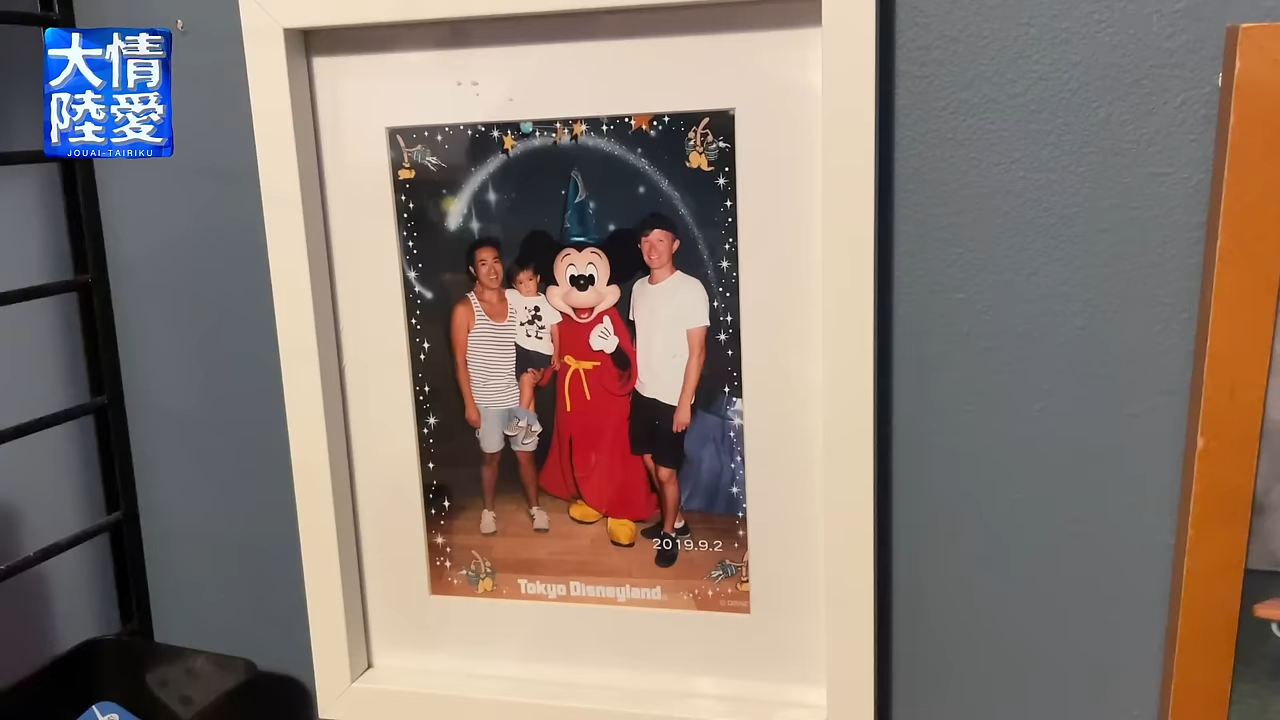 大情
陸愛
JOUAI-TAIRIKU
2019.9.2
Tokyo Disneyland